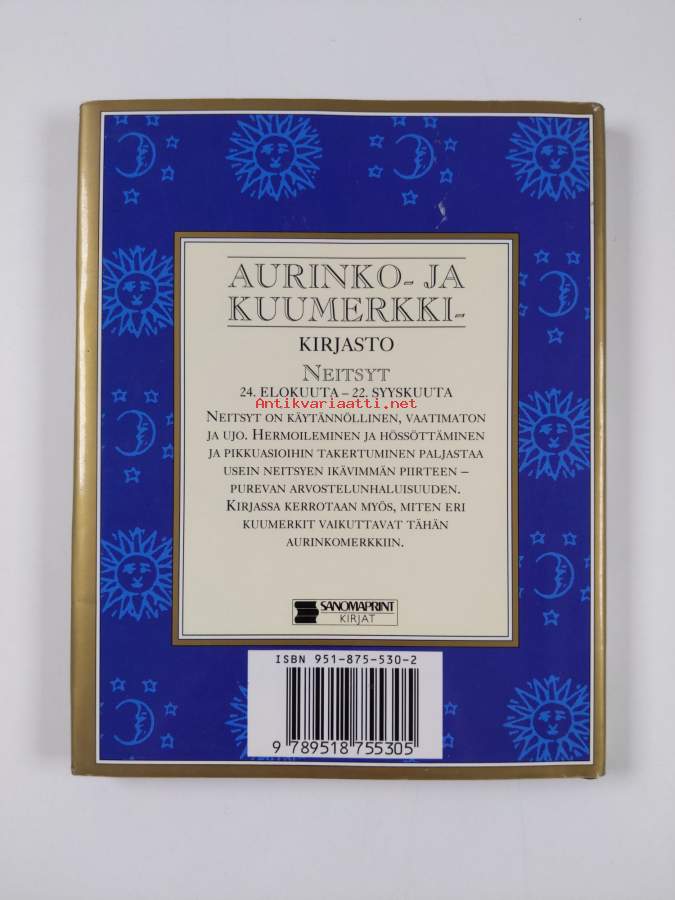 AURINKO- JA
KUUMERKKI-
KIRJASTO
NEITSYT
24. ELOKUUTA – 22. SYYSKUUTA
Antikvariaatti.net
NEITSYT ON KÄYTÄNNÖLLINEN, VAATIMATON
JA UJO. HERMOILEMINEN JA HÖSSÖTTÄMINEN
JA PIKKUASIOIHIN TAKERTUMINEN PALJASTAA
USEIN NEITSYEN IKÄVIMMÄN PIIRTEEN –
PUREVAN ARVOSTELUNHALUISUUDEN.
KIRJASSA KERROTAAN MYÖS, MITEN ERI
KUUMERKIT VAIKUTTAVAT TÄHÄN
AURINKOMERKKIIN.
SANOMAPRINT
KIRJAT
ISBN 951-875-530-2
9 789518 755305